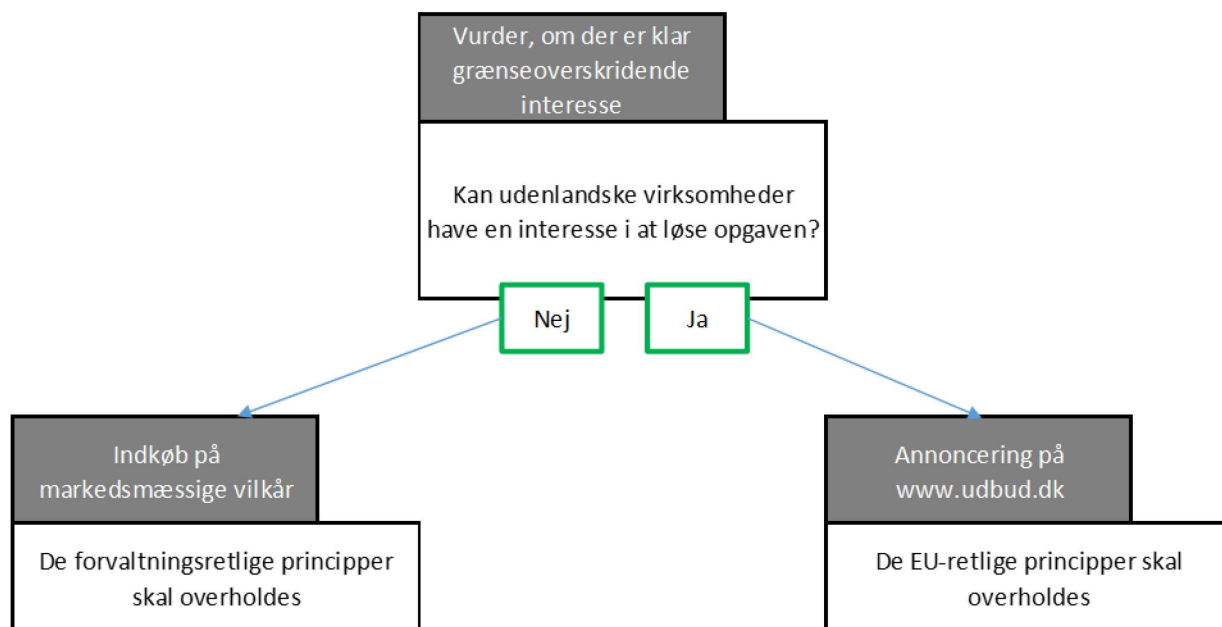 Vurder, om der er klar
grænseoverskridende
interesse
Kan udenlandske virksomheder
have en interesse i at løse opgaven?
Nej
Ja
Indkøb på
markedsmæssige vilkår
De forvaltningsretlige principper
skal overholdes
Annoncering på
www.udbud.dk
De EU-retlige principper skal
overholdes